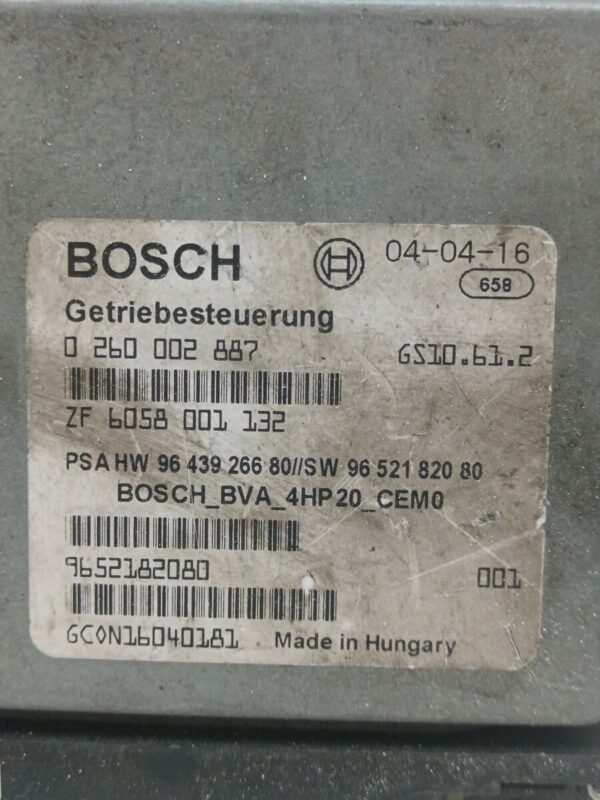 BOSCH 04-04-16
658
Getriebesteuerung
0 260 002 887 GS10.61.2
ZF 6058 001 132
PSA HW 96 439 266 80//SW 96 521 820 80
BOSCH_BVA_4HP20_CEM0
9652182080 001
GC0N16040181 Made in Hungary